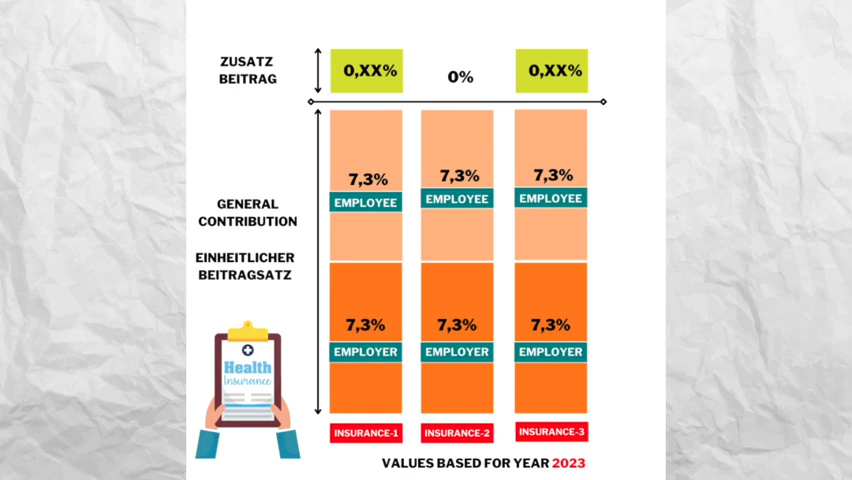 ZUSATZ
BEITRAG
0,XX%
0%
0,XX%
7,3%
7,3%
7,3%
EMPLOYEE
EMPLOYEE
EMPLOYEE
GENERAL
CONTRIBUTION
EINHEITLICHER
BEITRAGSATZ
7,3%
7,3%
7,3%
EMPLOYER
EMPLOYER
EMPLOYER
Health
Insurance
INSURANCE-1
INSURANCE-2
INSURANCE-3
VALUES BASED FOR YEAR 2023